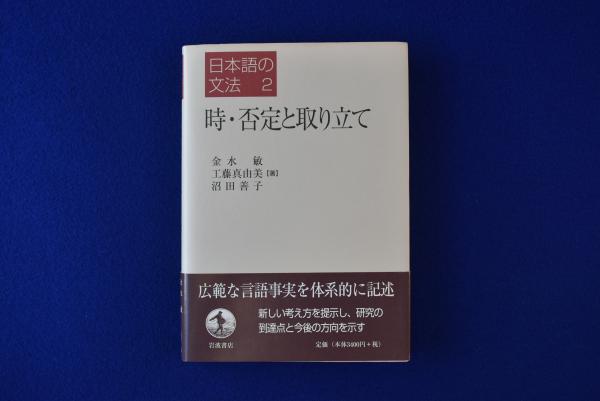 日本語の
文法 2
時・否定と取り立て
金水 敏
工藤真由美【著】
沼田善子
広範な言語事実を体系的に記述
新しい考え方を提示し、研究の
到達点と今後の方向を示す
岩波書店
定価（本体3400円+税）